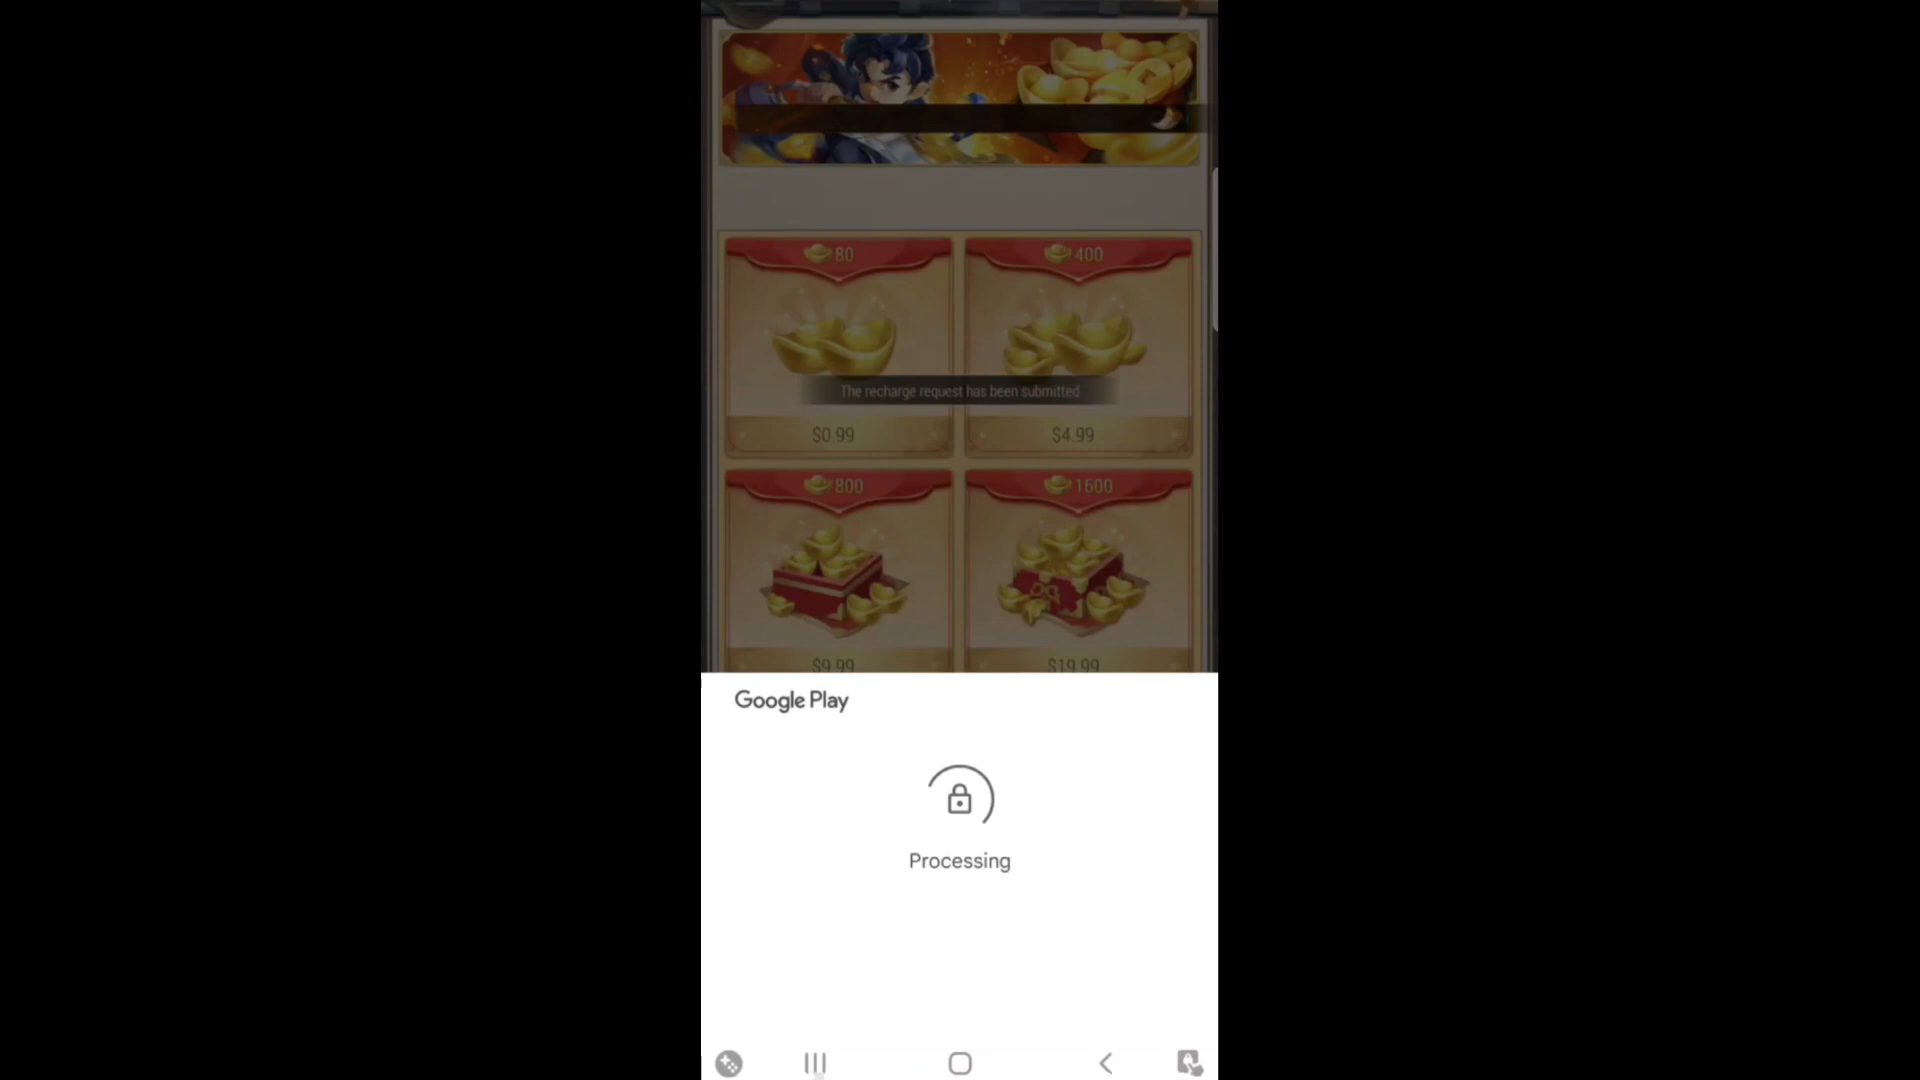 80
400
The recharge request has been submitted
$0.99
$4.99
800
1600
$9.99
$19.99
Google Play
Processing